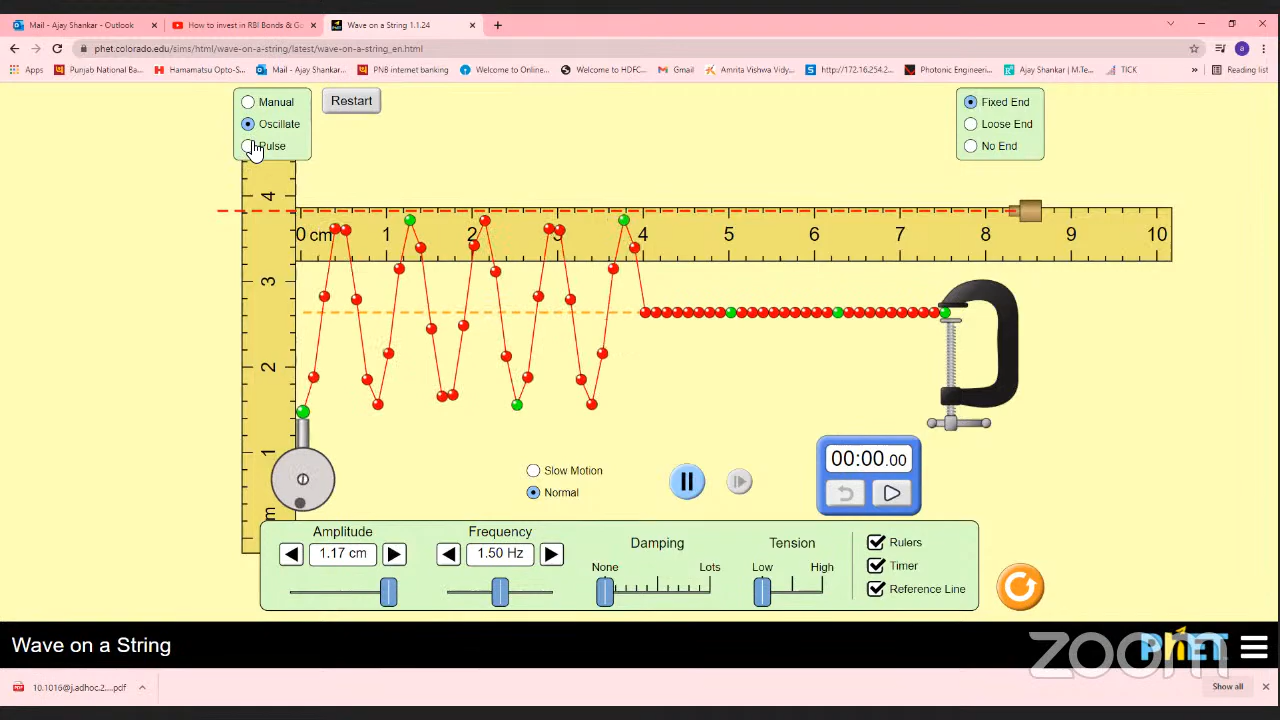 Mail - Ajay Shankar - Outlook
How to invest in RBI Bonds & Go
Wave on a String 1.1.24
phet.colorado.edu/sims/html/wave-on-a-string/latest/wave-on-a-string_en.html
a
Apps
Punjab National Ba...
Hamamatsu Opto-S...
Mail - Ajay Shankar...
PNB internet banking
Welcome to Online...
Welcome to HDFC...
Gmail
Amrita Vishwa Vidy...
http://172.16.254.2...
Photonic Engineeri...
Ajay Shankar | M.Te...
TICK
Reading list
Manual
Oscillate
Pulse
Restart
Fixed End
Loose End
No End
4
3
2
1
0 cm 1 2 3 4 5 6 7 8 9 10
Slow Motion
Normal
00:00.00
Amplitude
1.17 cm
Frequency
1.50 Hz
Damping
None Lots
Tension
Low High
Rulers
Timer
Reference Line
Wave on a String
PhET
zoom
10.1016@j.adhoc.2....pdf
Show all